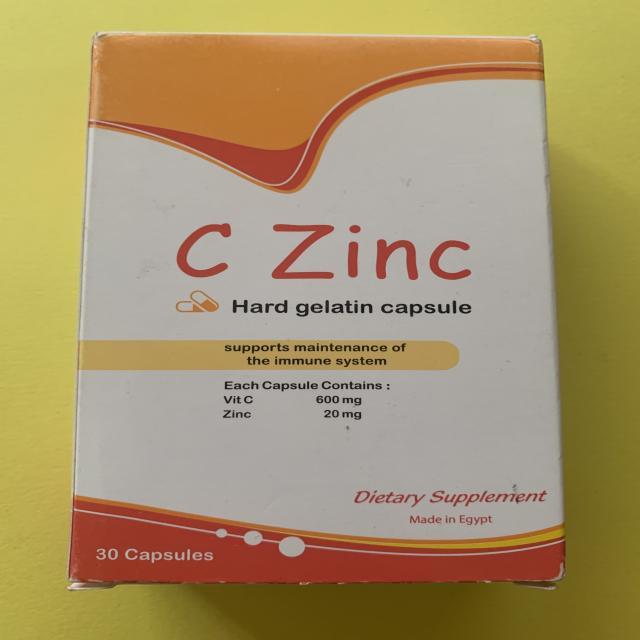 C Zinc
Hard gelatin capsule
supports maintenance of
the immune system
Each Capsule Contains :
Vit C 600 mg
Zinc 20 mg
Dietary Supplement
Made in Egypt
30 Capsules